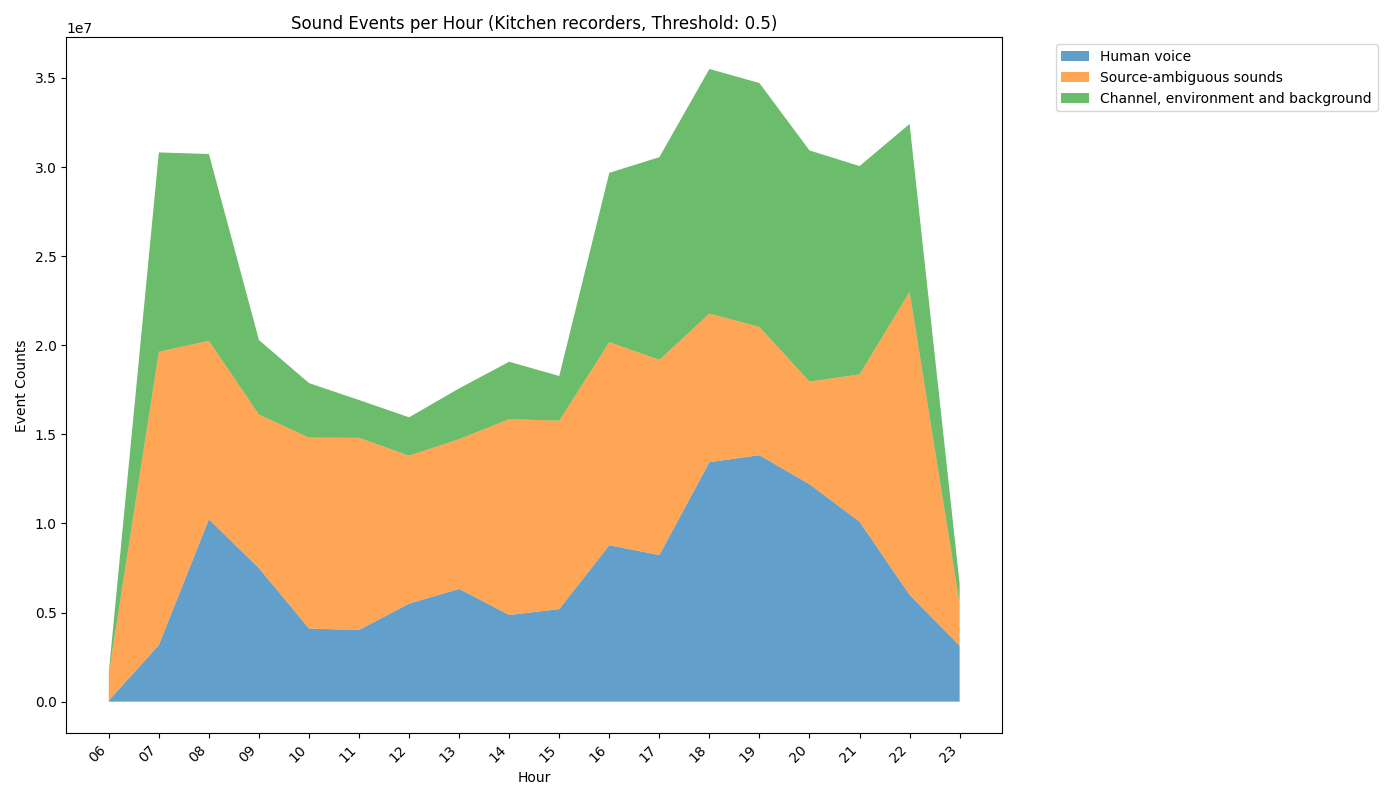 Sound Events per Hour (Kitchen recorders, Threshold: 0.5)
1e7
Human voice
Source-ambiguous sounds
Channel, environment and background
3.5
3.0
2.5
2.0
1.5
1.0
0.5
0.0
Event Counts
06 07 08 09 10 11 12 13 14 15 16 17 18 19 20 21 22 23
Hour